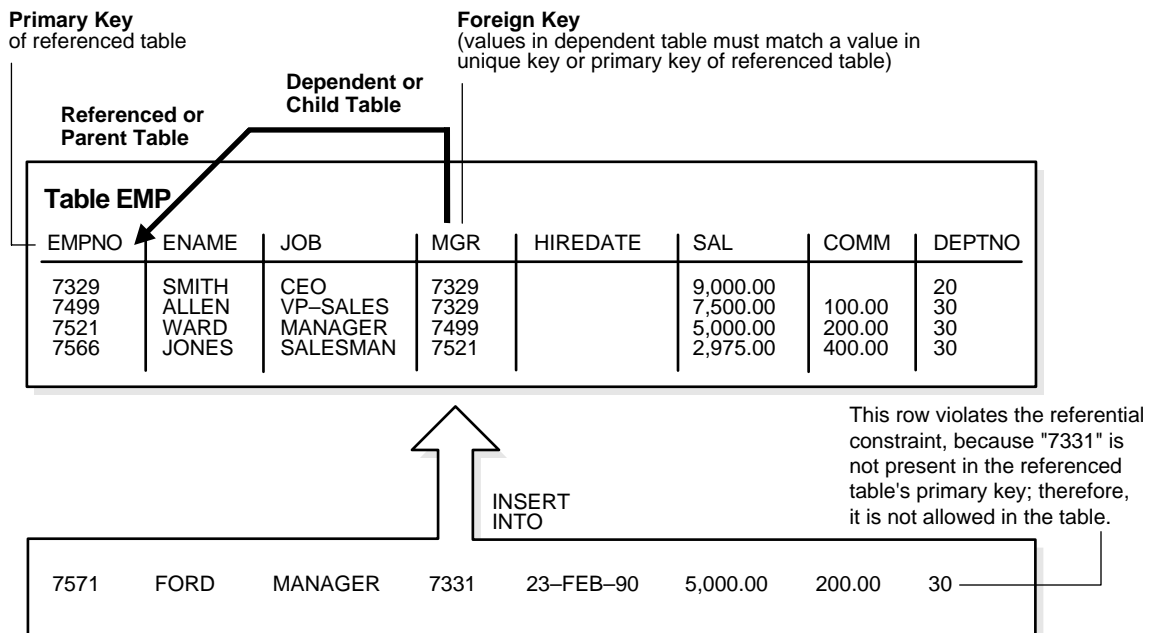 Primary Key
of referenced table
Foreign Key
(values in dependent table must match a value in
unique key or primary key of referenced table)
Dependent or
Child Table
Referenced or
Parent Table
Table EMP
EMPNO ENAME JOB MGR HIREDATE SAL COMM DEPTNO
7329 SMITH CEO 7329 9,000.00 20
7499 ALLEN VP–SALES 7329 7,500.00 100.00 30
7521 WARD MANAGER 7499 5,000.00 200.00 30
7566 JONES SALESMAN 7521 2,975.00 400.00 30
This row violates the referential
constraint, because "7331" is
not present in the referenced
table's primary key; therefore,
it is not allowed in the table.
INSERT
INTO
7571 FORD MANAGER 7331 23–FEB–90 5,000.00 200.00 30